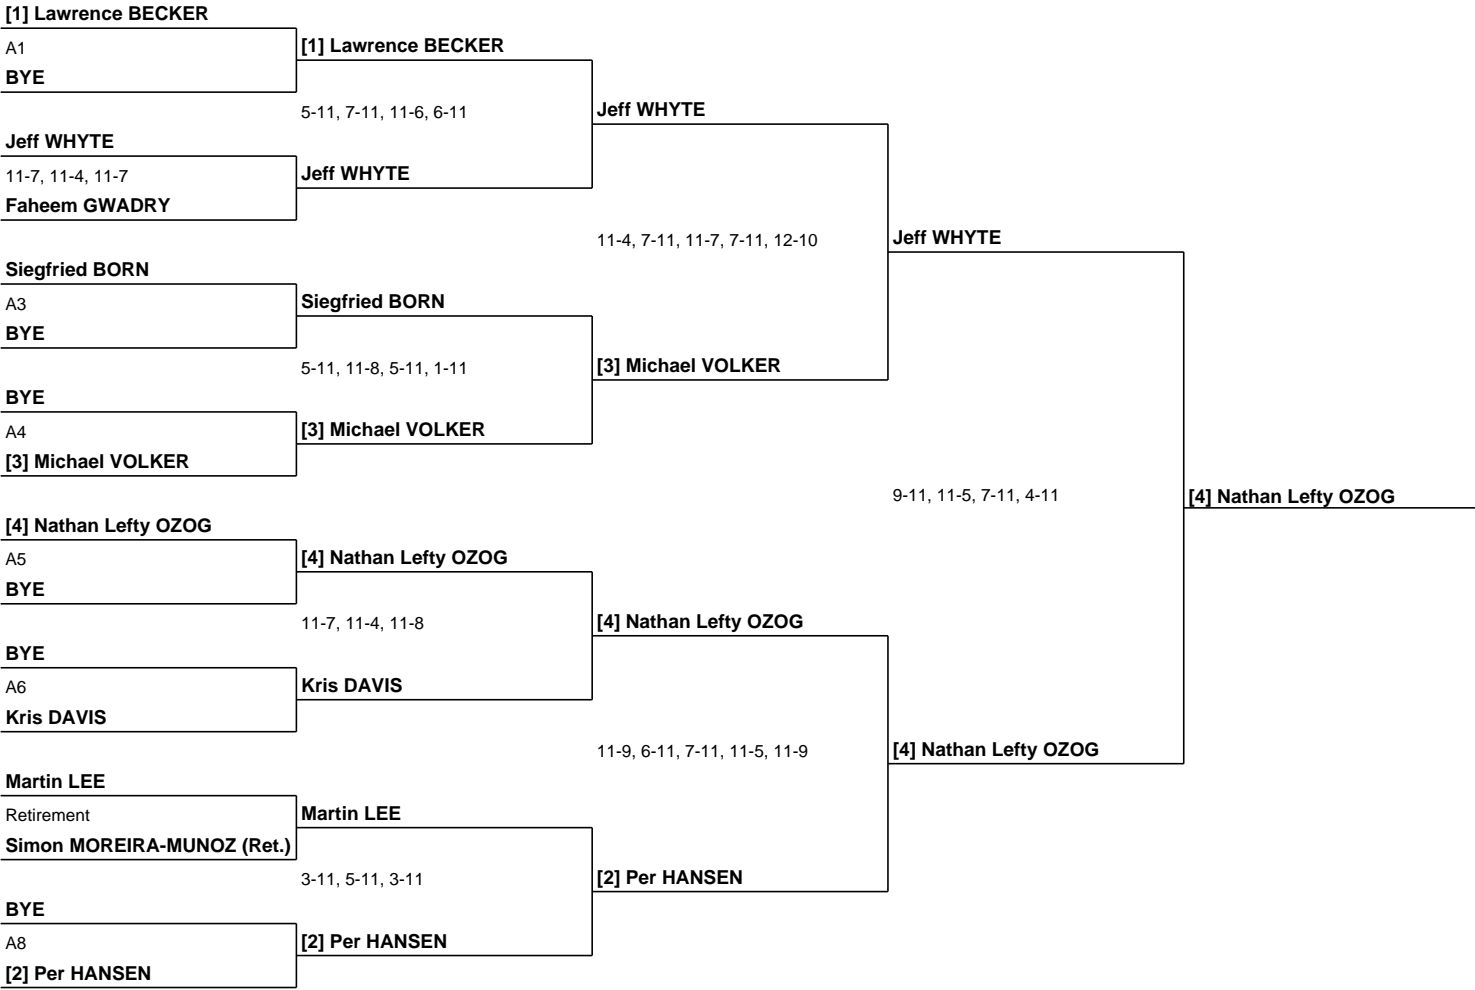 [1] Lawrence BECKER
A1
BYE
[1] Lawrence BECKER
5-11, 7-11, 11-6, 6-11
Jeff WHYTE
11-7, 11-4, 11-7
Faheem GWADRY
Jeff WHYTE
Jeff WHYTE
11-4, 7-11, 11-7, 7-11, 12-10
Siegfried BORN
A3
BYE
Siegfried BORN
5-11, 11-8, 5-11, 1-11
BYE
A4
[3] Michael VOLKER
[3] Michael VOLKER
[3] Michael VOLKER
Jeff WHYTE
9-11, 11-5, 7-11, 4-11
[4] Nathan Lefty OZOG
[4] Nathan Lefty OZOG
A5
BYE
[4] Nathan Lefty OZOG
11-7, 11-4, 11-8
BYE
A6
Kris DAVIS
Kris DAVIS
[4] Nathan Lefty OZOG
11-9, 6-11, 7-11, 11-5, 11-9
[4] Nathan Lefty OZOG
Martin LEE
Retirement
Simon MOREIRA-MUNOZ (Ret.)
Martin LEE
3-11, 5-11, 3-11
BYE
A8
[2] Per HANSEN
[2] Per HANSEN
[2] Per HANSEN